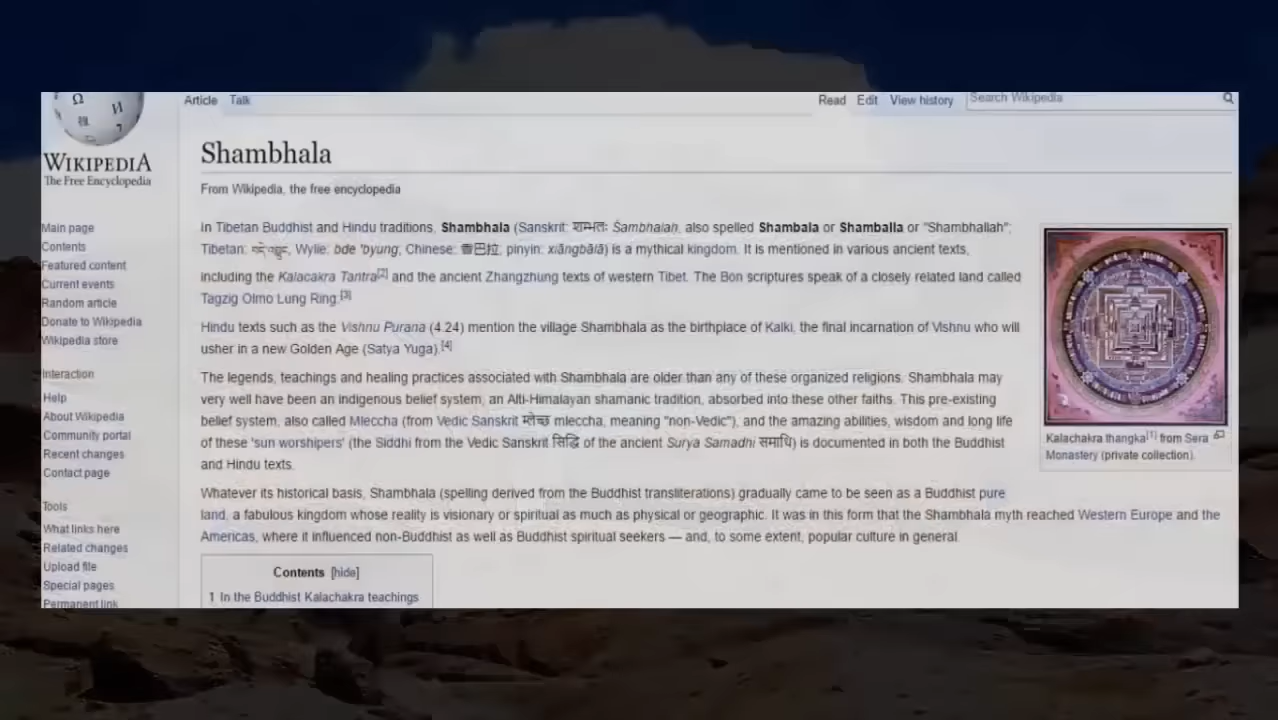 Article Talk
Read Edit View history Search Wikipedia
WIKIPEDIA
The Free Encyclopedia
Main page
Contents
Featured content
Current events
Random article
Donate to Wikipedia
Wikipedia store
Interaction
Help
About Wikipedia
Community portal
Recent changes
Contact page
Tools
What links here
Related changes
Upload file
Special pages
Permanent link
Shambhala
From Wikipedia, the free encyclopedia
In Tibetan Buddhist and Hindu traditions, Shambhala (Sanskrit: Śambhalaḥ, also spelled Shambala or Shamballa or "Shambhallah";
Tibetan: Wylie: bde 'byung; Chinese: 香巴拉; pinyin: xiāngbālā) is a mythical kingdom. It is mentioned in various ancient texts,
including the Kalacakra Tantra[2] and the ancient Zhangzhung texts of western Tibet. The Bon scriptures speak of a closely related land called
Tagzig Olmo Lung Ring.[3]
Hindu texts such as the Vishnu Purana (4.24) mention the village Shambhala as the birthplace of Kalki, the final incarnation of Vishnu who will
usher in a new Golden Age (Satya Yuga).[4]
The legends, teachings and healing practices associated with Shambhala are older than any of these organized religions. Shambhala may
very well have been an indigenous belief system, an Alti-Himalayan shamanic tradition, absorbed into these other faiths. This pre-existing
belief system, also called Mleccha (from Vedic Sanskrit म्लेच्छ mleccha, meaning "non-Vedic"), and the amazing abilities, wisdom and long life
of these 'sun worshipers' (the Siddhi from the Vedic Sanskrit सिद्धि of the ancient Surya Samadhi समाधि) is documented in both the Buddhist
and Hindu texts.
Whatever its historical basis, Shambhala (spelling derived from the Buddhist transliterations) gradually came to be seen as a Buddhist pure
land, a fabulous kingdom whose reality is visionary or spiritual as much as physical or geographic. It was in this form that the Shambhala myth reached Western Europe and the
Americas, where it influenced non-Buddhist as well as Buddhist spiritual seekers — and, to some extent, popular culture in general.
Kalachakra thangka[1] from Sera
Monastery (private collection).
Contents [hide]
1 In the Buddhist Kalachakra teachings